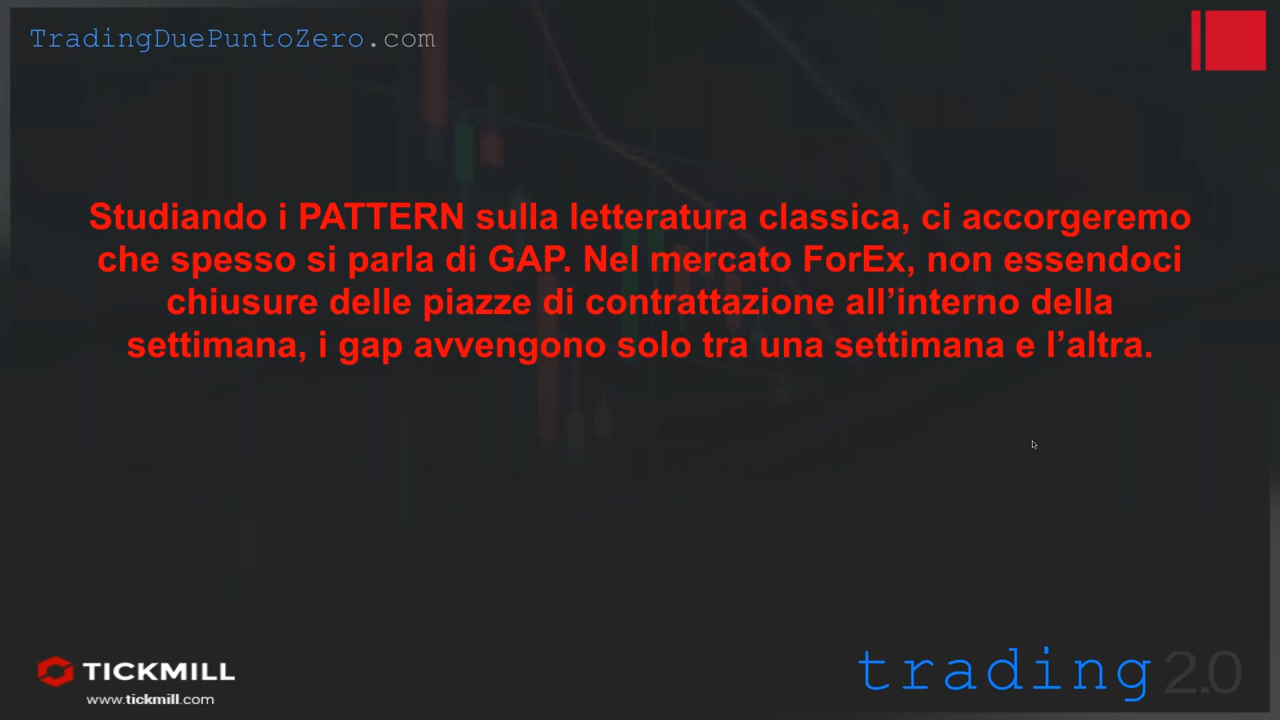 TradingDuePuntoZero.com
Studiando i PATTERN sulla letteratura classica, ci accorgeremo
che spesso si parla di GAP. Nel mercato ForEx, non essendoci
chiusure delle piazze di contrattazione all’interno della
settimana, i gap avvengono solo tra una settimana e l’altra.
TICKMILL
www.tickmill.com
trading 2.0